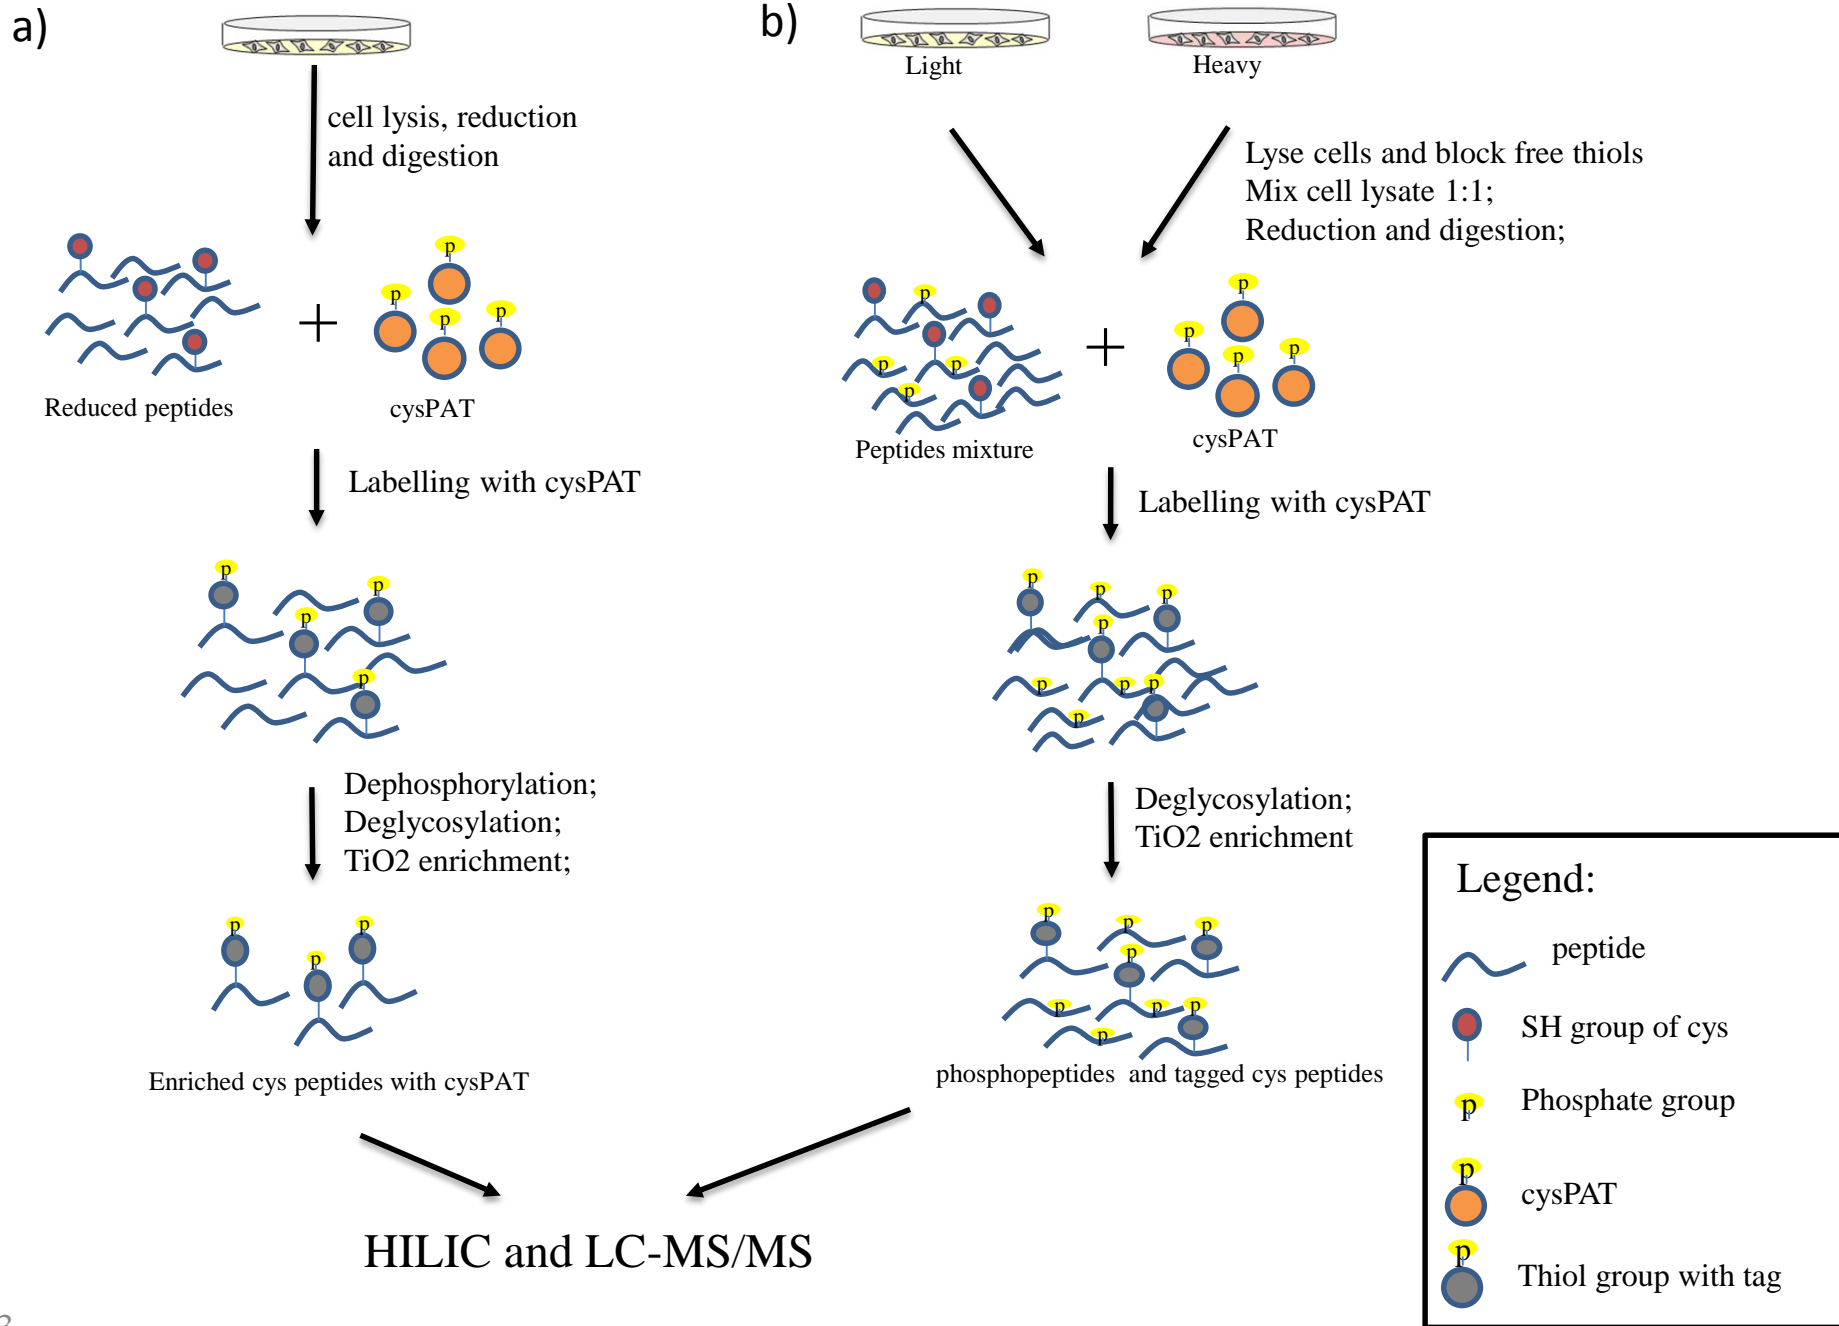 a)
cell lysis, reduction
and digestion
p
p
p
p
Reduced peptides
cysPAT
Labelling with cysPAT
p
p
p
p
Dephosphorylation;
Deglycosylation;
TiO2 enrichment;
p
p
p
Enriched cys peptides with cysPAT
b)
Light
Heavy
Lyse cells and block free thiols
Mix cell lysate 1:1;
Reduction and digestion;
p
p
p
p
p
p
p
p
Peptides mixture
cysPAT
Labelling with cysPAT
p
p
p
p
p
p
p
p
Deglycosylation;
TiO2 enrichment
p
p
p
p
p
p
p
p
phosphopeptides and tagged cys peptides
HILIC and LC-MS/MS
Legend:
peptide
SH group of cys
p
Phosphate group
p
cysPAT
p
Thiol group with tag